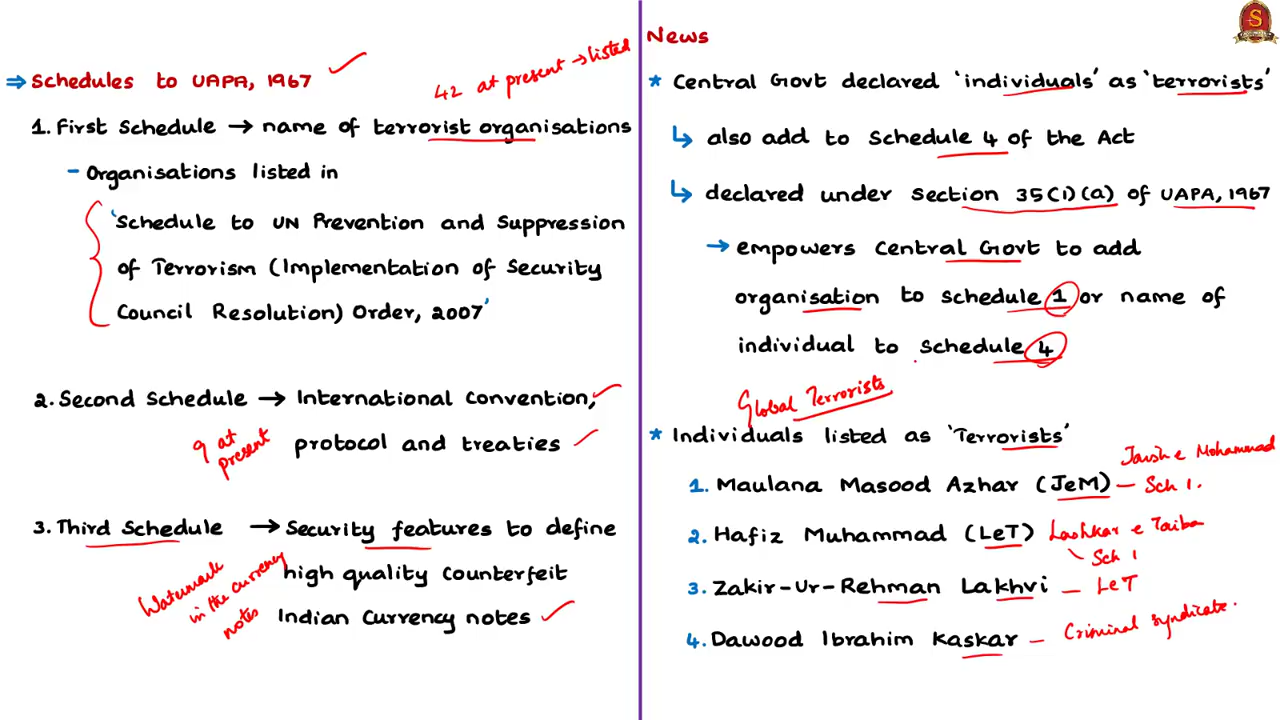 ⇒ Schedules to UAPA, 1967 ✓
42 at present → listed
1. First Schedule → name of terrorist organisations
- Organisations listed in
'Schedule to UN Prevention and Suppression
of Terrorism (Implementation of Security
Council Resolution) Order, 2007'
2. Second Schedule → International Convention,
protocol and treaties
9 at
present
3. Third Schedule → Security features to define
high quality Counterfeit
Indian Currency notes
Watermark
in the currency
notes
News
* Central Govt declared 'individuals' as 'terrorists'
↳ also add to Schedule 4 of the Act
↳ declared under Section 35(1)(a) of UAPA, 1967
→ empowers Central Govt to add
organisation to Schedule 1 or name of
individual to Schedule 4
Global Terrorists
* Individuals listed as 'Terrorists'
1. Maulana Masood Azhar (JeM) – Sch 1.
Jaish e Mohammad
2. Hafiz Muhammad (LeT) Lashkar e Taiba
Sch 1
3. Zakir-Ur-Rehman Lakhvi – LeT
4. Dawood Ibrahim Kaskar – Criminal syndicate.
S